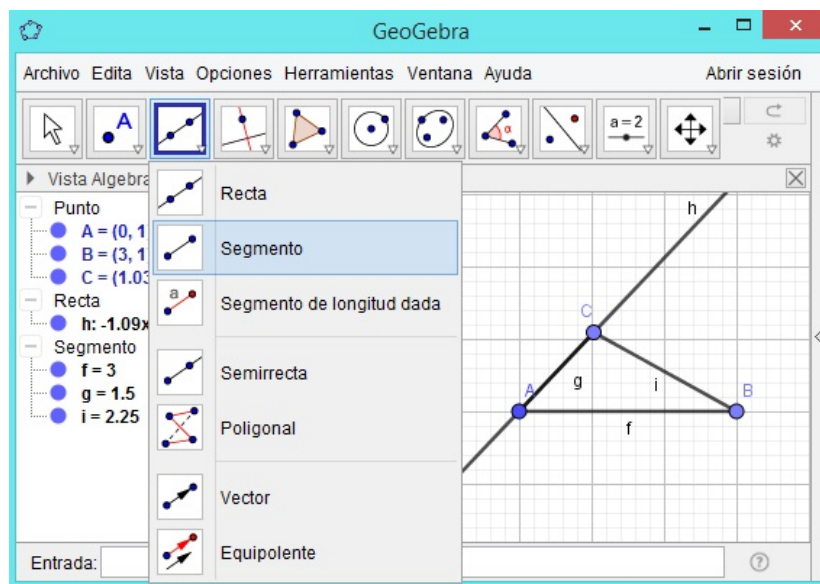 GeoGebra
Archivo Edita Vista Opciones Herramientas Ventana Ayuda Abrir sesión
A
α
a = 2
Vista Algebra
Punto
A = (0, 1
B = (3, 1
C = (1.03
Recta
h: -1.09x
Segmento
f = 3
g = 1.5
i = 2.25
Recta
Segmento
a
Segmento de longitud dada
Semirrecta
Poligonal
Vector
Equipolente
h
C
A
g
i
B
f
Entrada:
?